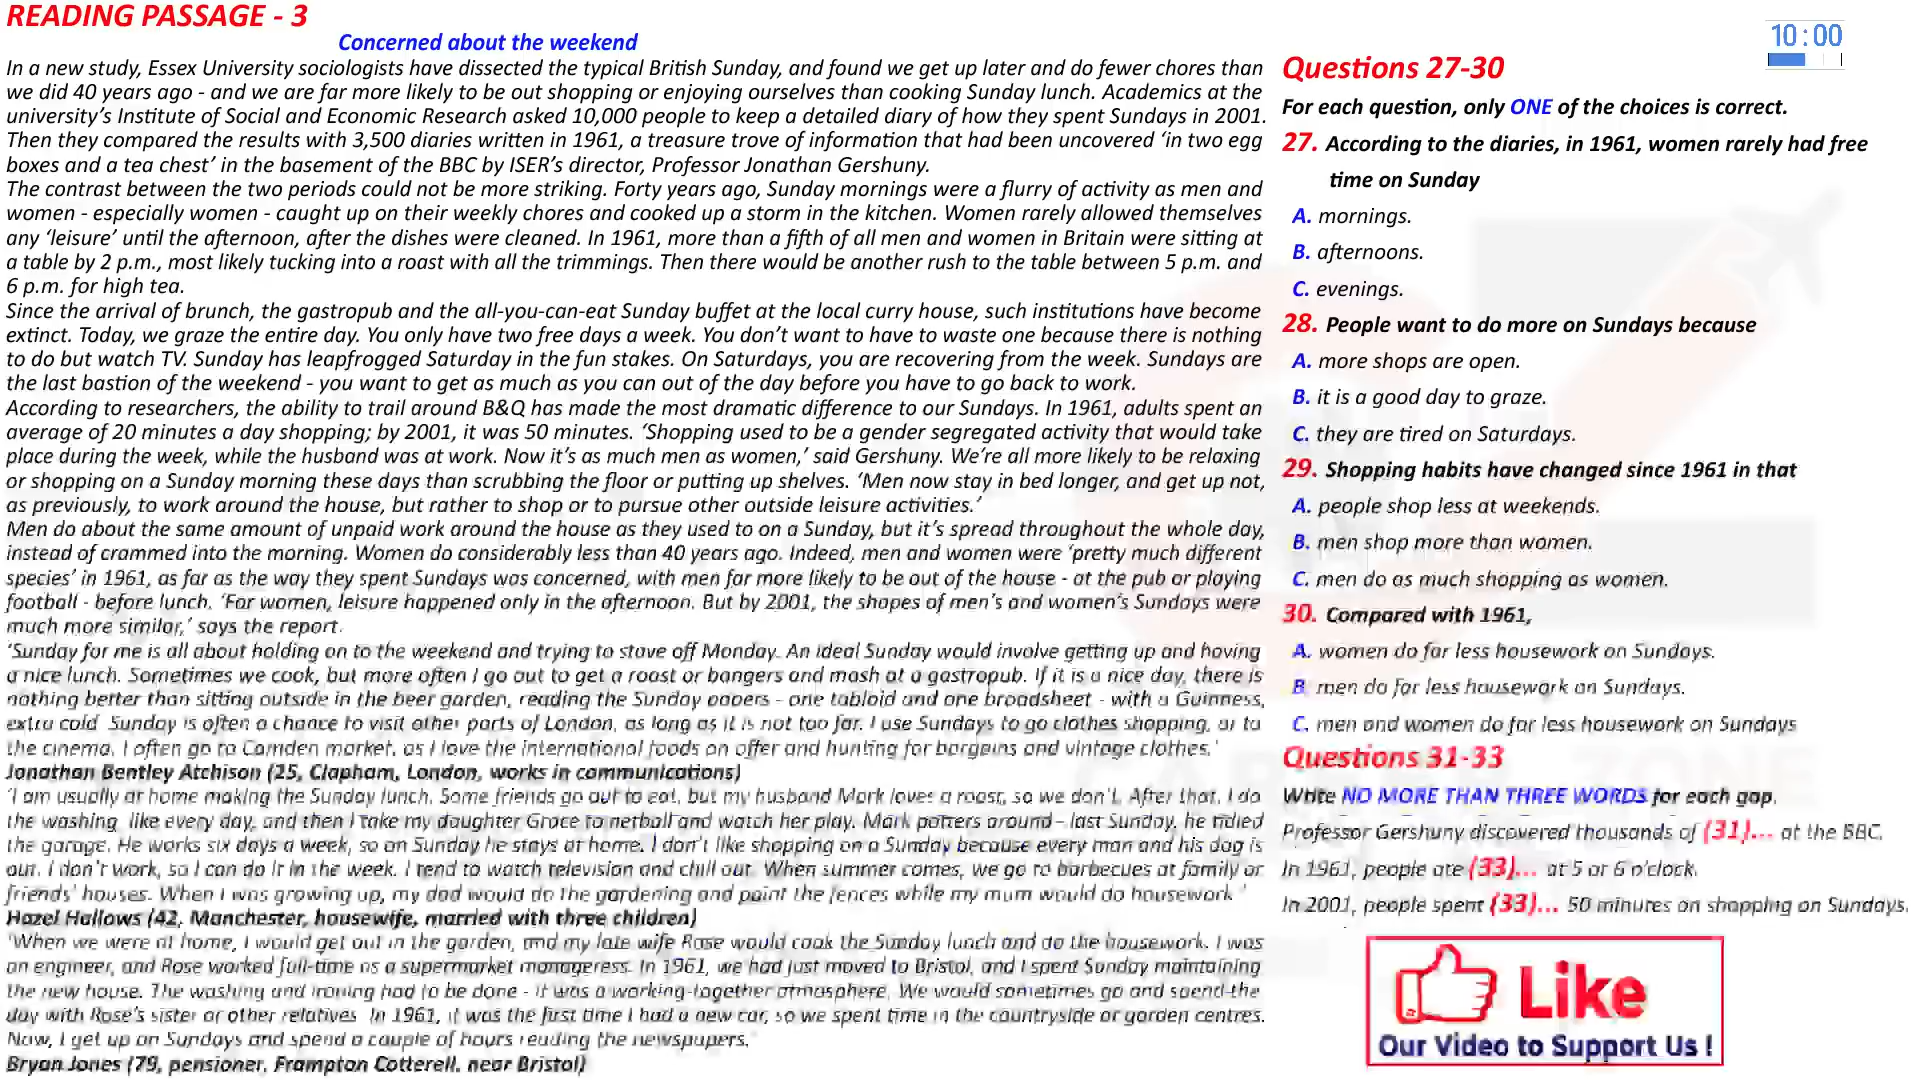 READING PASSAGE - 3
Concerned about the weekend
In a new study, Essex University sociologists have dissected the typical British Sunday, and found we get up later and do fewer chores than
we did 40 years ago - and we are far more likely to be out shopping or enjoying ourselves than cooking Sunday lunch. Academics at the
university's Institute of Social and Economic Research asked 10,000 people to keep a detailed diary of how they spent Sundays in 2001.
Then they compared the results with 3,500 diaries written in 1961, a treasure trove of information that had been uncovered 'in two egg
boxes and a tea chest' in the basement of the BBC by ISER's director, Professor Jonathan Gershuny.
The contrast between the two periods could not be more striking. Forty years ago, Sunday mornings were a flurry of activity as men and
women - especially women - caught up on their weekly chores and cooked up a storm in the kitchen. Women rarely allowed themselves
any 'leisure' until the afternoon, after the dishes were cleaned. In 1961, more than a fifth of all men and women in Britain were sitting at
a table by 2 p.m., most likely tucking into a roast with all the trimmings. Then there would be another rush to the table between 5 p.m. and
6 p.m. for high tea.
Since the arrival of brunch, the gastropub and the all-you-can-eat Sunday buffet at the local curry house, such institutions have become
extinct. Today, we graze the entire day. You only have two free days a week. You don't want to have to waste one because there is nothing
to do but watch TV. Sunday has leapfrogged Saturday in the fun stakes. On Saturdays, you are recovering from the week. Sundays are
the last bastion of the weekend - you want to get as much as you can out of the day before you have to go back to work.
According to researchers, the ability to trail around B&Q has made the most dramatic difference to our Sundays. In 1961, adults spent an
average of 20 minutes a day shopping; by 2001, it was 50 minutes. 'Shopping used to be a gender segregated activity that would take
place during the week, while the husband was at work. Now it's as much men as women,' said Gershuny. We're all more likely to be relaxing
or shopping on a Sunday morning these days than scrubbing the floor or putting up shelves. 'Men now stay in bed longer, and get up not,
as previously, to work around the house, but rather to shop or to pursue other outside leisure activities.'
Men do about the same amount of unpaid work around the house as they used to on a Sunday, but it's spread throughout the whole day,
instead of crammed into the morning. Women do considerably less than 40 years ago. Indeed, men and women were 'pretty much different
species' in 1961, as far as the way they spent Sundays was concerned, with men far more likely to be out of the house - at the pub or playing
football - before lunch. 'For women, leisure happened only in the afternoon. But by 2001, the shapes of men's and women's Sundays were
much more similar,' says the report.
'Sunday for me is all about holding on to the weekend and trying to stave off Monday. An ideal Sunday would involve getting up and having
a nice lunch. Sometimes we cook, but more often I go out to get a roast or bangers and mash at a gastropub. If it is a nice day, there is
nothing better than sitting outside in the beer garden, reading the Sunday papers - one tabloid and one broadsheet - with a Guinness,
extra cold. Sunday is often a chance to visit other parts of London, as long as it is not too far. I use Sundays to go clothes shopping, or to
the cinema. I often go to Camden market, as I love the international foods on offer and hunting for bargains and vintage clothes.'
Jonathan Bentley Atchison (25, Clapham, London, works in communications)
'I am usually at home making the Sunday lunch. Some friends go out to eat, but my husband Mark loves a roast, so we don't. After that, I do
the washing, like every day, and then I take my daughter Grace to netball and watch her play. Mark potters around - last Sunday, he tidied
the garage. He works six days a week, so on Sunday he stays at home. I don't like shopping on a Sunday because every man and his dog is
out. I don't work, so I can do it in the week. I tend to watch television and chill out. When summer comes, we go to barbecues at family or
friends' houses. When I was growing up, my dad would do the gardening and paint the fences while my mum would do housework.'
Hazel Hallows (42, Manchester, housewife, married with three children)
'When we were at home, I would get out in the garden, and my late wife Rose would cook the Sunday lunch and do the housework. I was
an engineer, and Rose worked full-time as a supermarket manageress. In 1961, we had just moved to Bristol, and I spent Sunday maintaining
the new house. The washing and ironing had to be done - it was a working-together atmosphere. We would sometimes go and spend the
day with Rose's sister or other relatives. In 1961, it was the first time I had a new car, so we spent time in the countryside or garden centres.
Now, I get up on Sundays and spend a couple of hours reading the newspapers.'
Bryan Jones (79, pensioner, Frampton Cotterell, near Bristol)
10:00
Questions 27-30
For each question, only ONE of the choices is correct.
27. According to the diaries, in 1961, women rarely had free
time on Sunday
A. mornings.
B. afternoons.
C. evenings.
28. People want to do more on Sundays because
A. more shops are open.
B. it is a good day to graze.
C. they are tired on Saturdays.
29. Shopping habits have changed since 1961 in that
A. people shop less at weekends.
B. men shop more than women.
C. men do as much shopping as women.
30. Compared with 1961,
A. women do far less housework on Sundays.
B. men do far less housework on Sundays.
C. men and women do far less housework on Sundays
Questions 31-33
Write NO MORE THAN THREE WORDS for each gap.
Professor Gershuny discovered thousands of (31)... at the BBC.
In 1961, people ate (33)... at 5 or 6 o'clock.
In 2001, people spent (33)... 50 minutes on shopping on Sundays.
Like
Our Video to Support Us !